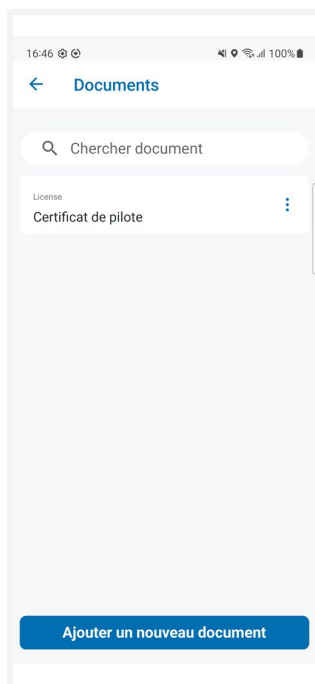 16:46 100%
Documents
Chercher document
License
Certificat de pilote
Ajouter un nouveau document